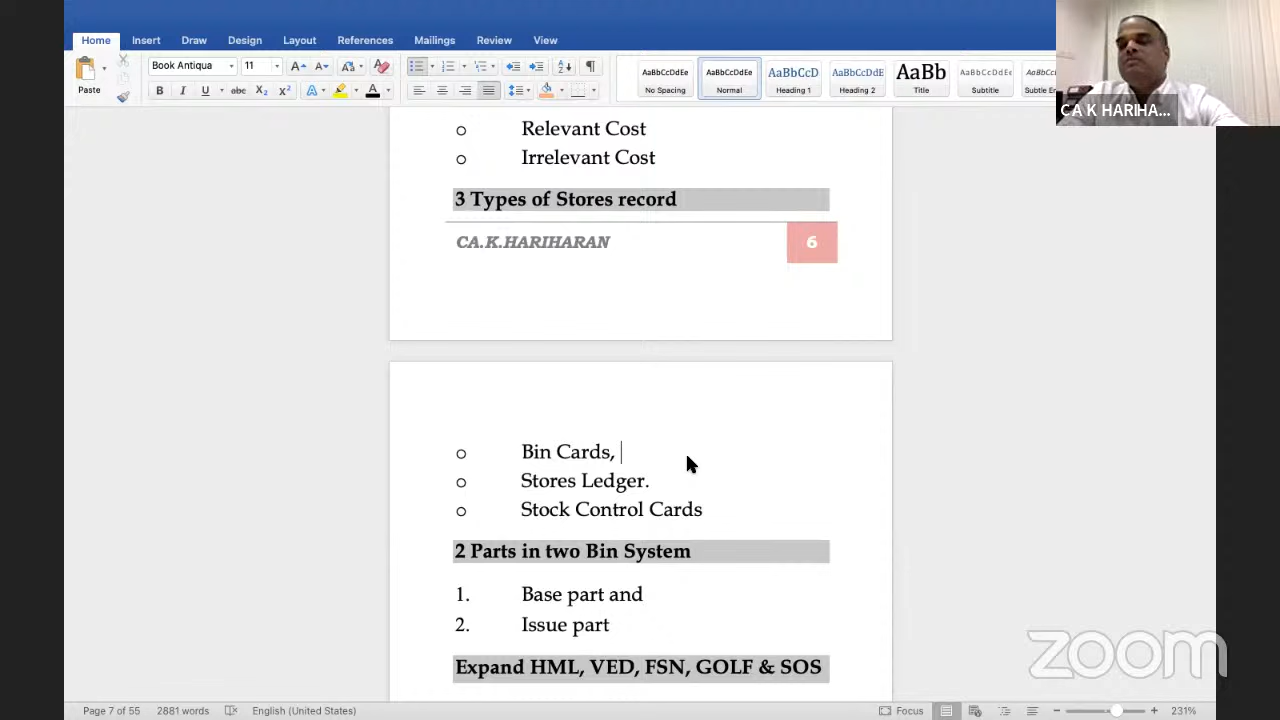 Home Insert Draw Design Layout References Mailings Review View
Book Antiqua 11
Paste
AaBbCcDdEe AaBbCcDdEe AaBbCcD AaBbCcDdE AaBb AaBbCcDdEe
No Spacing Normal Heading 1 Heading 2 Title Subtitle Subtle En
C A K HARIHA...
o Relevant Cost
o Irrelevant Cost
3 Types of Stores record
CA.K.HARIHARAN 6
o Bin Cards,
o Stores Ledger.
o Stock Control Cards
2 Parts in two Bin System
1. Base part and
2. Issue part
Expand HML, VED, FSN, GOLF & SOS
zoom
Page 7 of 55 2881 words English (United States) Focus 231%